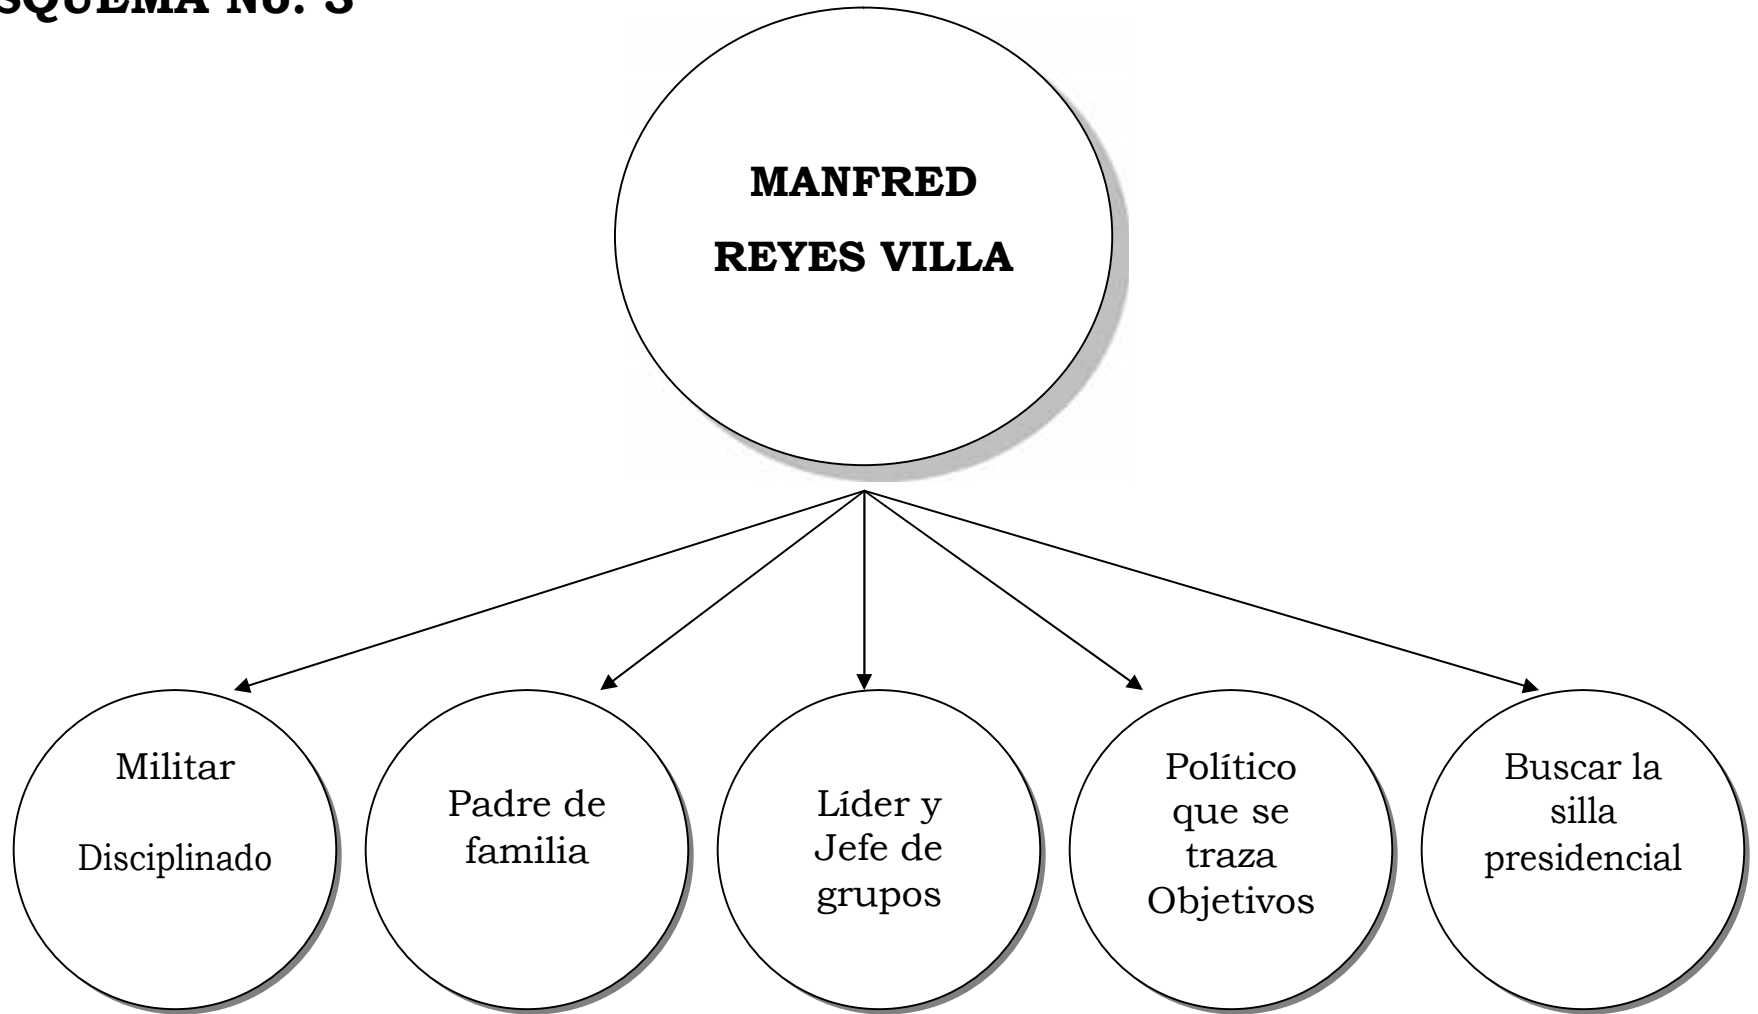 SQUEMA No. 3
MANFRED
REYES VILLA
Militar
Disciplinado
Padre de
familia
Líder y
Jefe de
grupos
Político
que se
traza
Objetivos
Buscar la
silla
presidencial